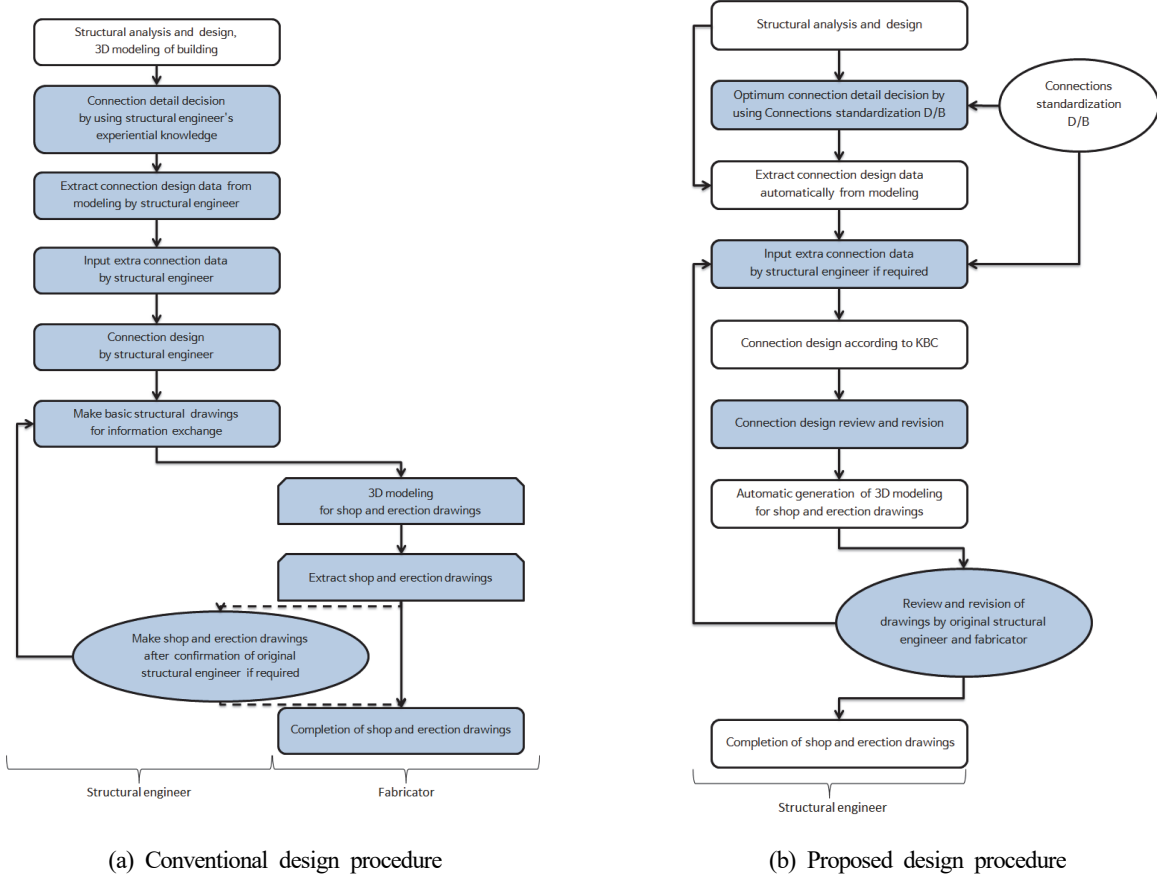 Structural analysis and design,
3D modeling of building
Connection detail decision
by using structural engineer's
experiential knowledge
Extract connection design data from
modeling by structural engineer
Input extra connection data
by structural engineer
Connection design
by structural engineer
Make basic structural drawings
for information exchange
3D modeling
for shop and erection drawings
Extract shop and erection drawings
Make shop and erection drawings
after confirmation of original
structural engineer if required
Completion of shop and erection drawings
Structural engineer
Fabricator
(a) Conventional design procedure
Structural analysis and design
Optimum connection detail decision by
using Connections standardization D/B
Connections
standardization
D/B
Extract connection design data
automatically from modeling
Input extra connection data
by structural engineer if required
Connection design according to KBC
Connection design review and revision
Automatic generation of 3D modeling
for shop and erection drawings
Review and revision of
drawings by original structural
engineer and fabricator
Completion of shop and erection drawings
Structural engineer
(b) Proposed design procedure